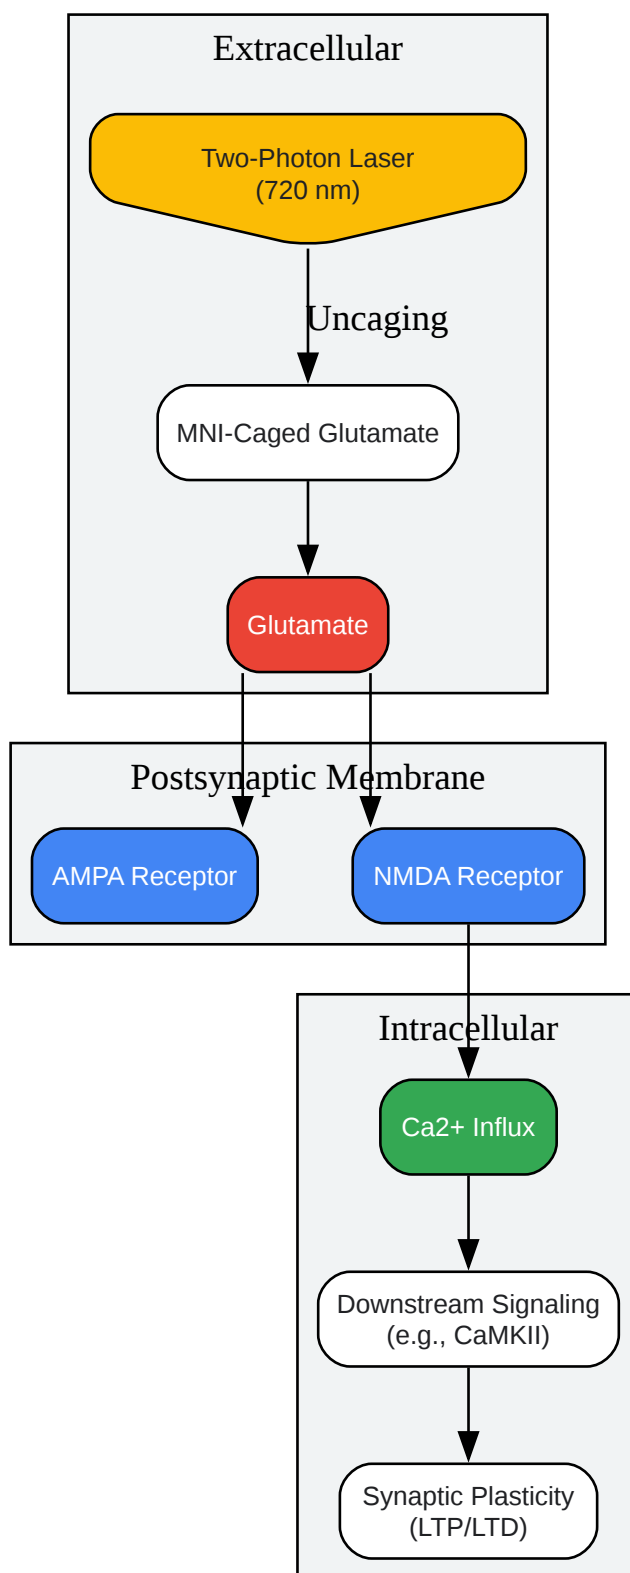 Extracellular
Two-Photon Laser
(720 nm)
Uncaging
MNI-Caged Glutamate
Glutamate
Postsynaptic Membrane
AMPA Receptor
NMDA Receptor
Intracellular
Ca2+ Influx
Downstream Signaling
(e.g., CaMKII)
Synaptic Plasticity
(LTP/LTD)